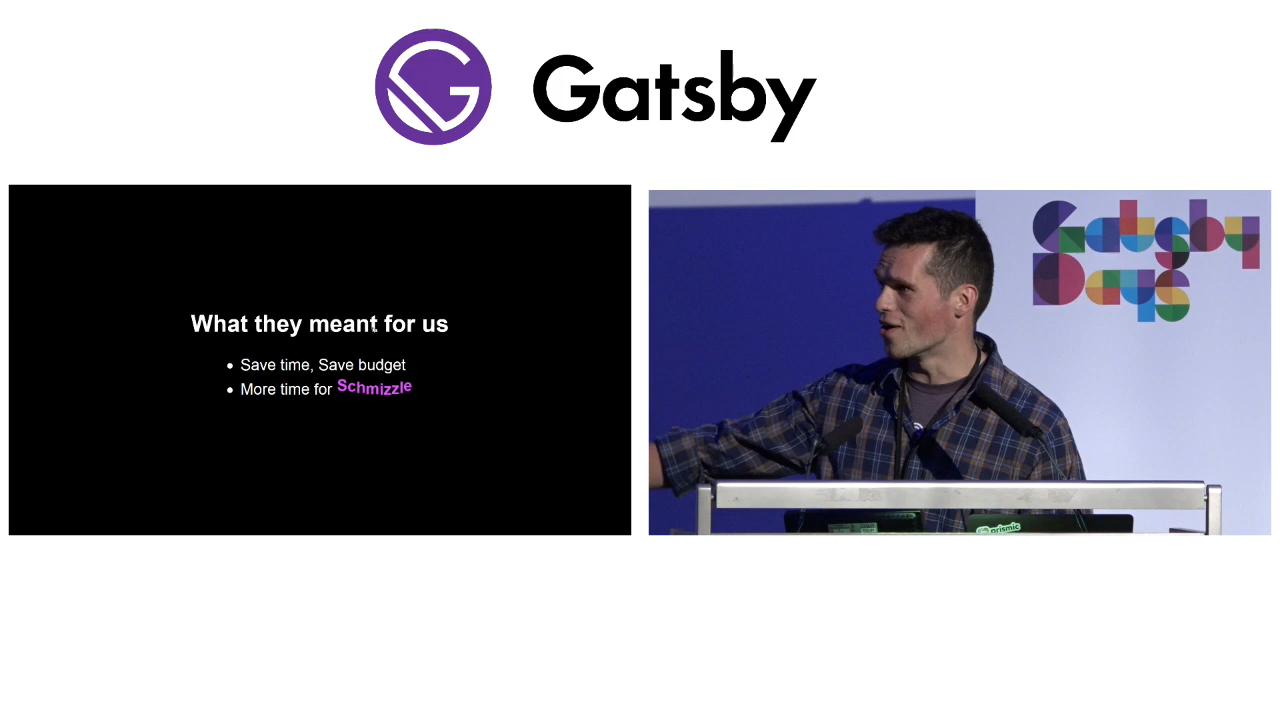 Gatsby
What they meant for us
Save time, Save budget
More time for Schmizzle
Gatsby
Days
prismic